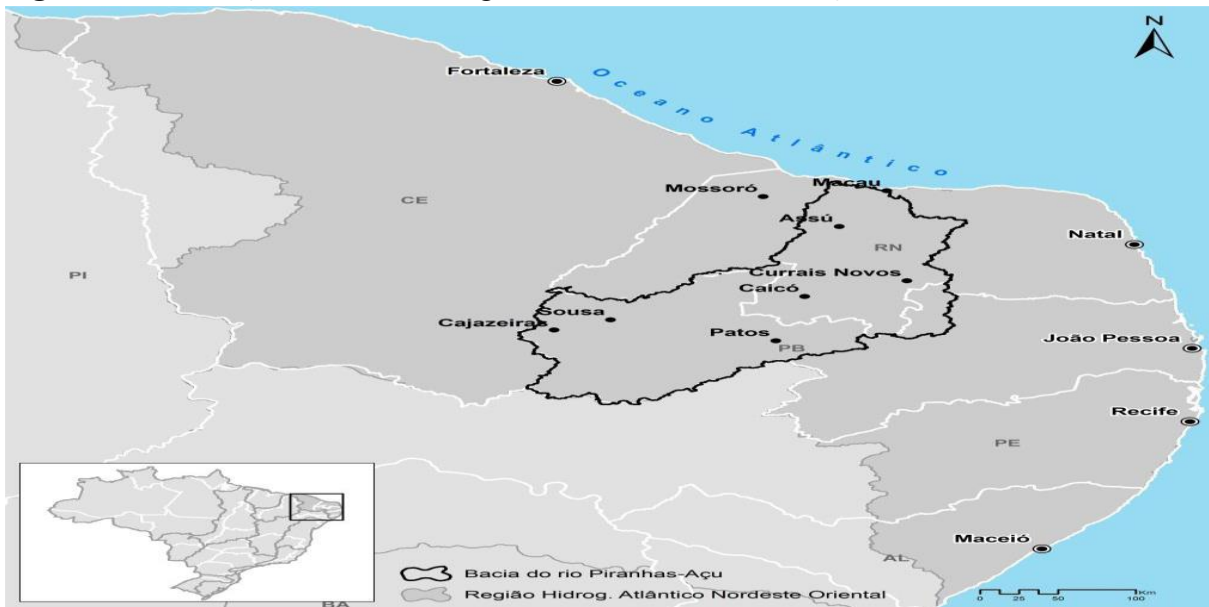 N
Fortaleza
Oceano Atlântico
Mossoró
Macau
CE
Assú
RN
Natal
PI
Currais Novos
Caicó
Sousa
Cajazeiras
Patos
PB
João Pessoa
Recife
PE
Maceió
AL
Bacia do rio Piranhas-Açu
Região Hidrog. Atlântico Nordeste Oriental
BA
Km
0 25 50 100